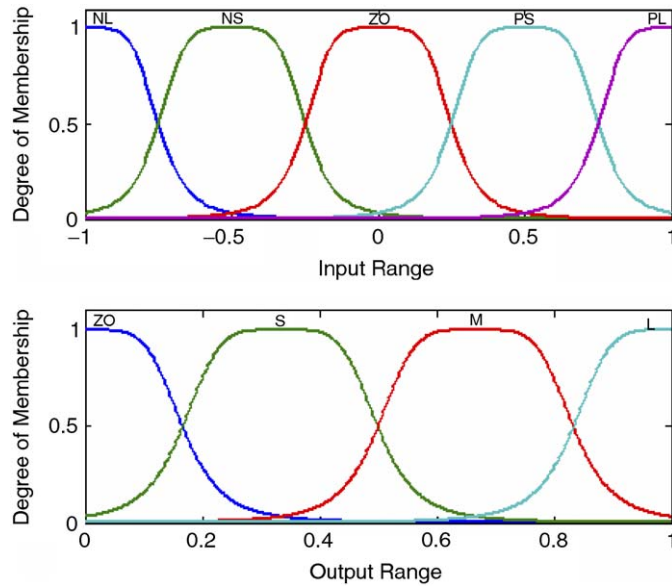 NL NS ZO PS PL
1
0.5
0
Degree of Membership
−1 −0.5 0 0.5 1
Input Range
ZO S M L
1
0.5
0
Degree of Membership
0 0.2 0.4 0.6 0.8 1
Output Range